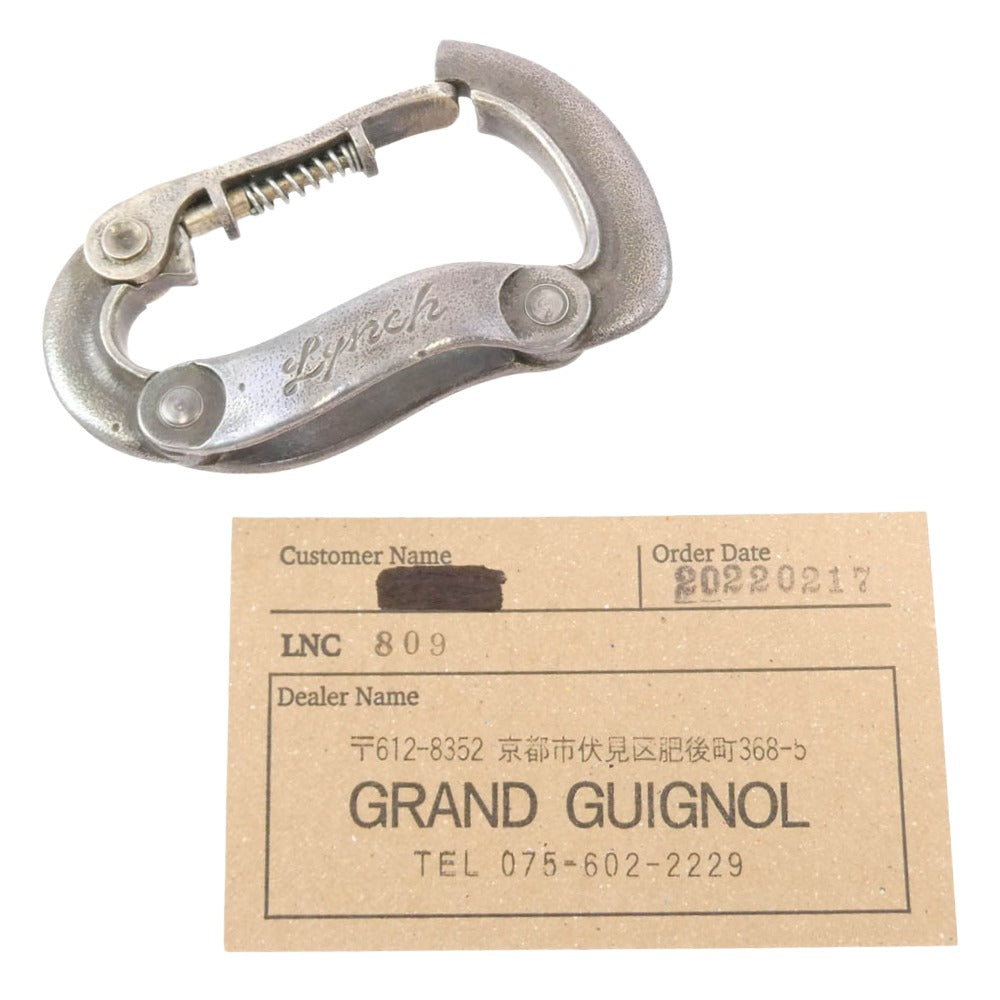 Lynch
Customer Name
Order Date
20220217
LNC 809
Dealer Name
〒612-8352 京都市伏見区肥後町368-5
GRAND GUIGNOL
TEL 075-602-2229